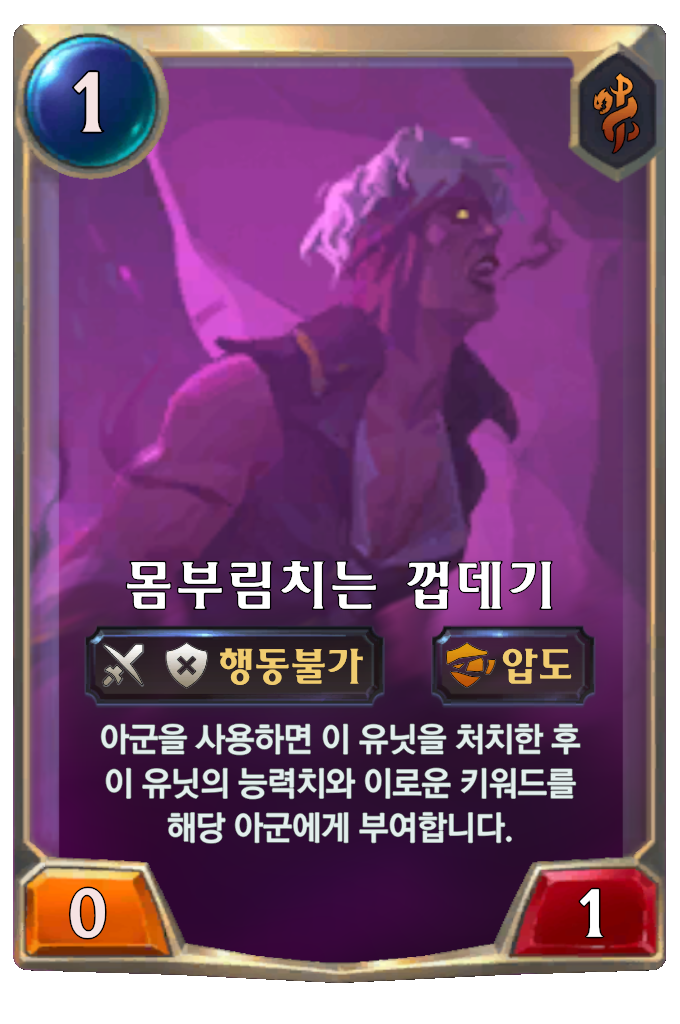 1
몸부림치는 껍데기
행동불가 압도
아군을 사용하면 이 유닛을 처치한 후
이 유닛의 능력치와 이로운 키워드를
해당 아군에게 부여합니다.
0 1